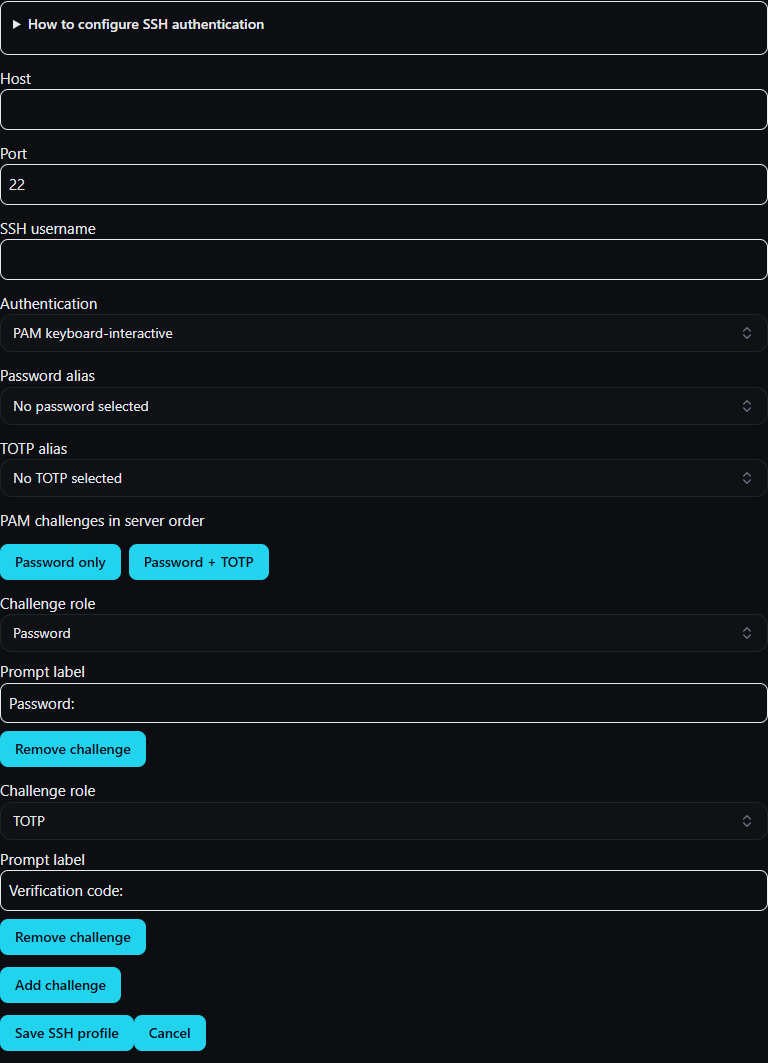 How to configure SSH authentication
Host
Port
22
SSH username
Authentication
PAM keyboard-interactive
Password alias
No password selected
TOTP alias
No TOTP selected
PAM challenges in server order
Password only Password + TOTP
Challenge role
Password
Prompt label
Password:
Remove challenge
Challenge role
TOTP
Prompt label
Verification code:
Remove challenge
Add challenge
Save SSH profile Cancel